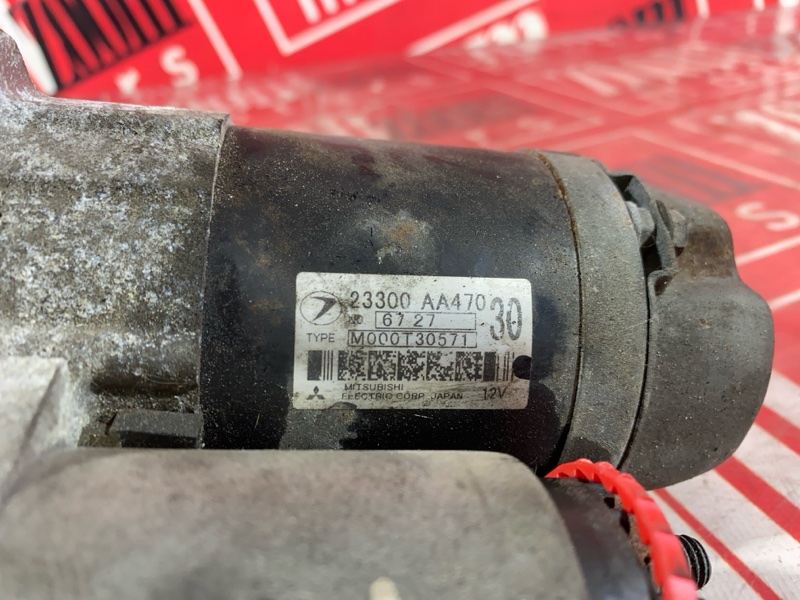 23300 AA470
30
6727
TYPE M000T30571
MITSUBISHI
ELECTRIC CORP. JAPAN 12V